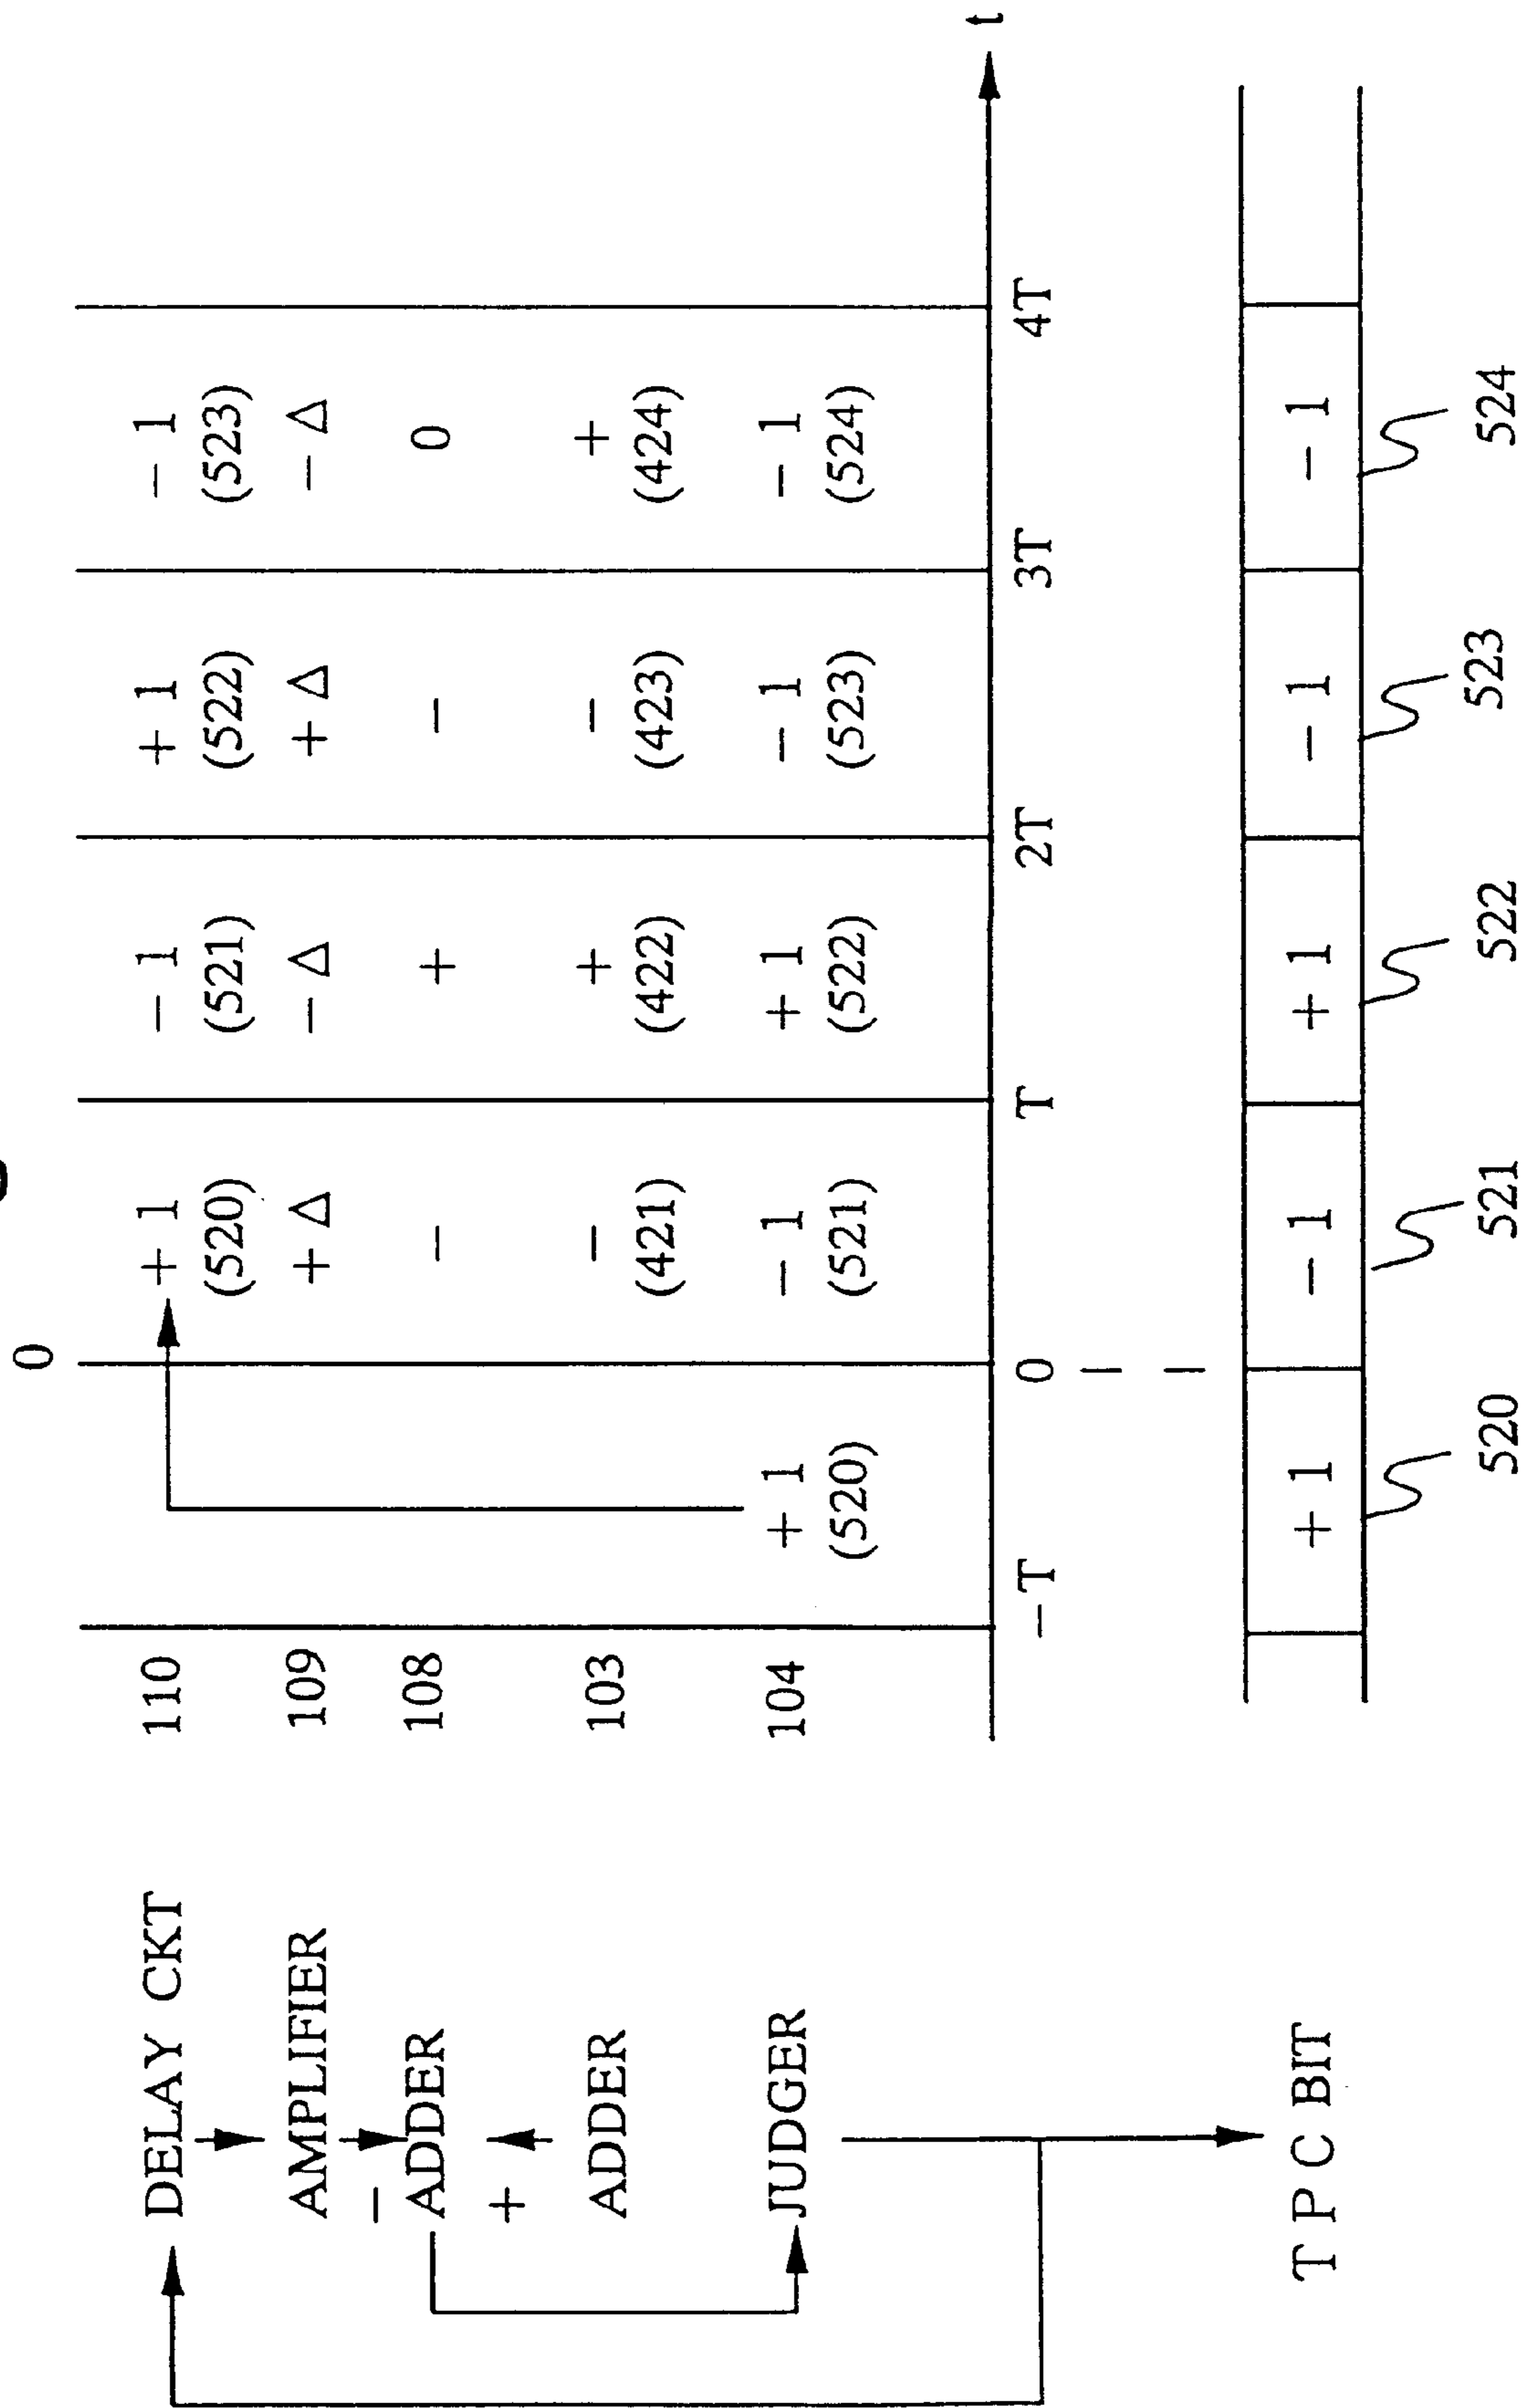 0
DELAY CKT 110 + 1 − 1 + 1 − 1
(520) (521) (522) (523)
AMPLIFIER 109 + Δ − Δ + Δ − Δ
−
ADDER 108 − + − 0
+
ADDER 103 − + − +
(421) (422) (423) (424)
JUDGER 104 + 1 − 1 + 1 − 1 − 1
(520) (521) (522) (523) (524)
t
−T 0 T 2T 3T 4T
T P C BIT + 1 − 1 + 1 − 1 − 1
520 521 522 523 524